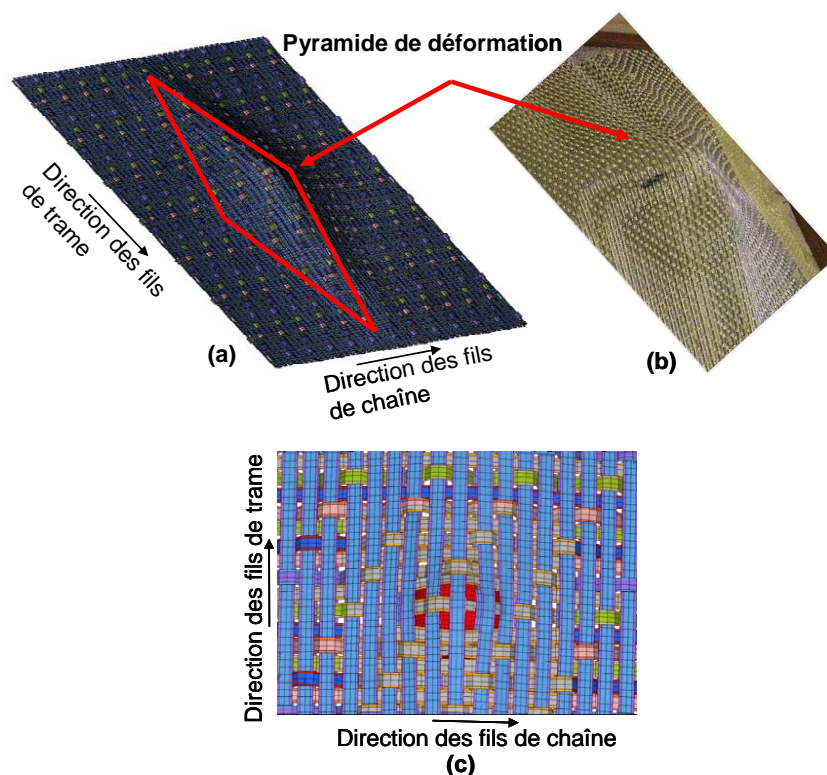 Pyramide de déformation
Direction des fils
de trame
(a)
Direction des fils
de chaîne
(b)
Direction des fils de trame
Direction des fils de chaîne
(c)